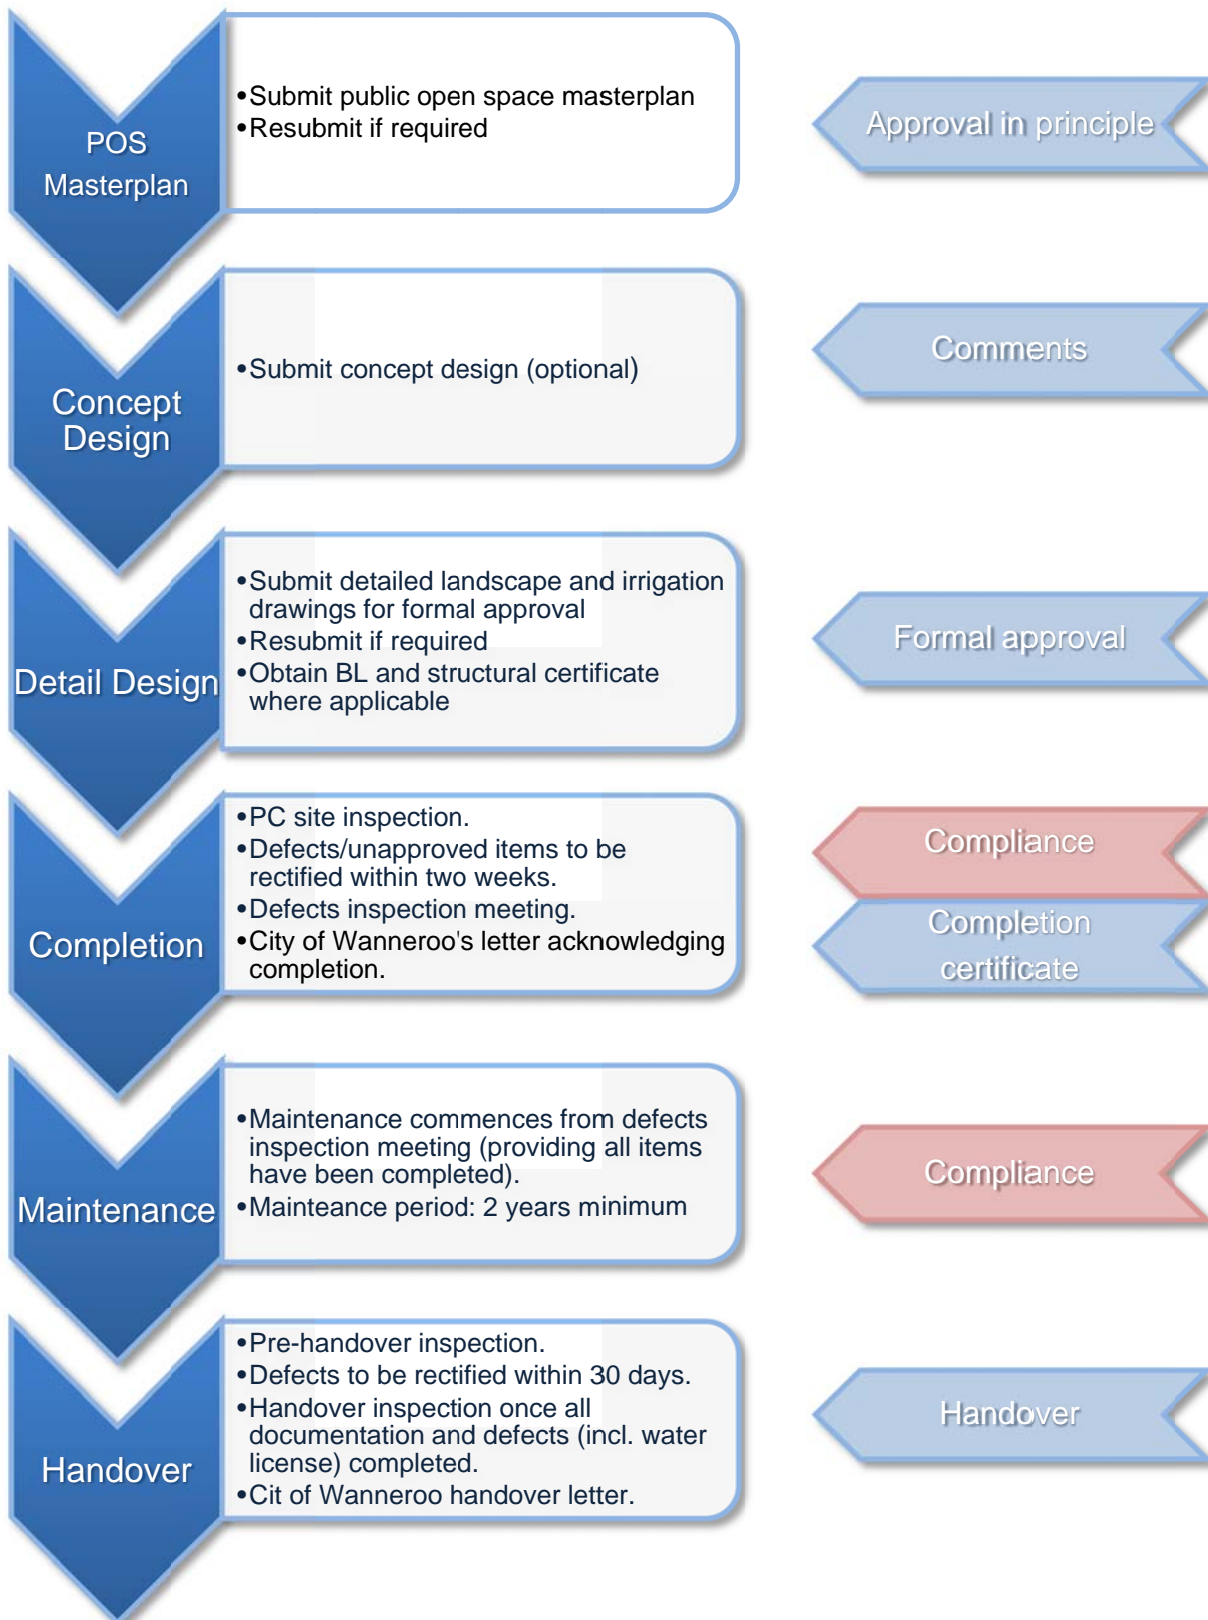 POS
Masterplan
•Submit public open space masterplan
•Resubmit if required
Approval in principle
Concept
Design
•Submit concept design (optional)
Comments
Detail Design
•Submit detailed landscape and irrigation
drawings for formal approval
•Resubmit if required
•Obtain BL and structural certificate
where applicable
Formal approval
Completion
•PC site inspection.
•Defects/unapproved items to be
rectified within two weeks.
•Defects inspection meeting.
•City of Wanneroo's letter acknowledging
completion.
Compliance
Completion
certificate
Maintenance
•Maintenance commences from defects
inspection meeting (providing all items
have been completed).
•Mainteance period: 2 years minimum
Compliance
Handover
•Pre-handover inspection.
•Defects to be rectified within 30 days.
•Handover inspection once all
documentation and defects (incl. water
license) completed.
•Cit of Wanneroo handover letter.
Handover